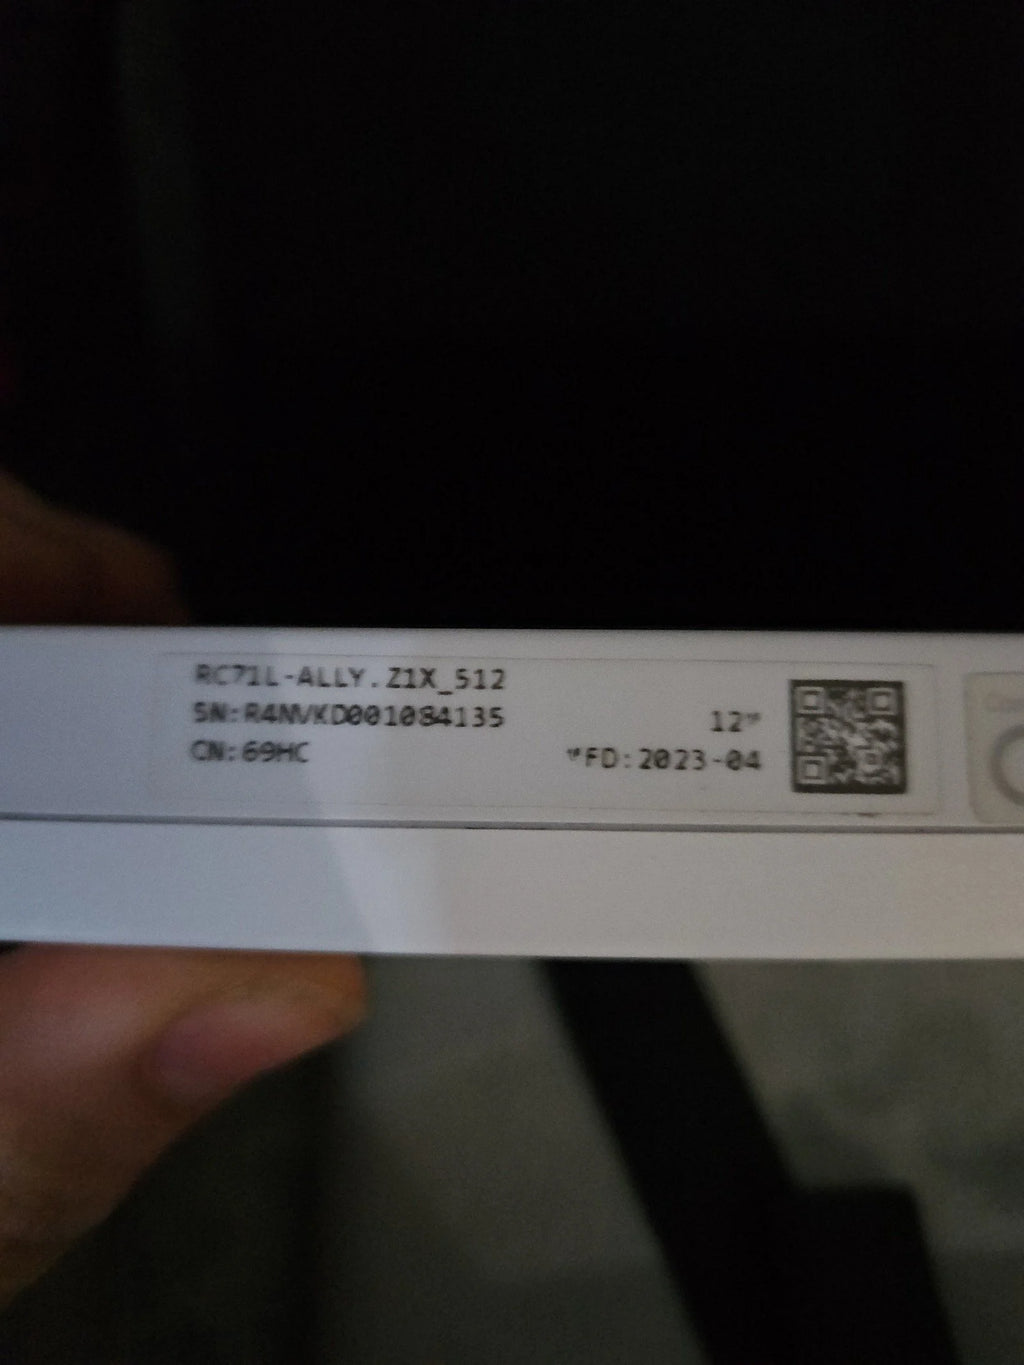 RC71L-ALLY.Z1X_512
SN:R4NVKD001084135
CN:69HC
12"
"FD:2023-04